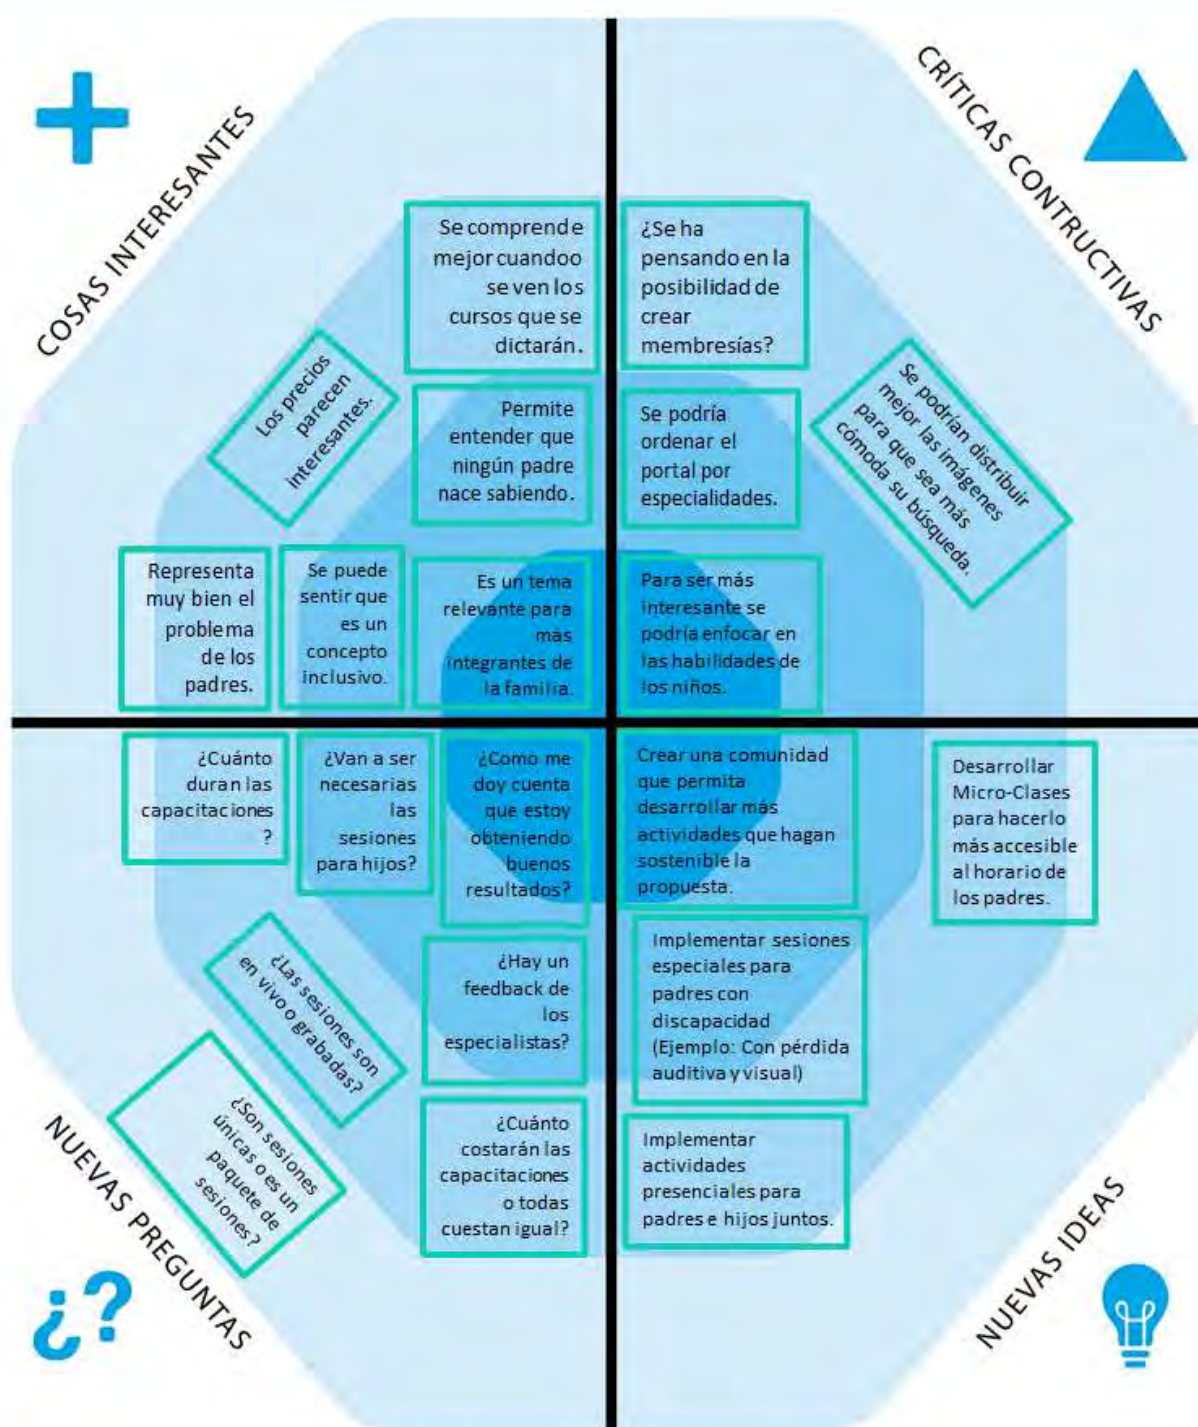 COSAS INTERESANTES
Se comprende
mejor cuandoo
se ven los
cursos que se
dictarán.
Los precios
parecen
interesantes.
Permite
entender que
ningún padre
nace sabiendo.
Representa
muy bien el
problema
de los
padres.
Se puede
sentir que
es un
concepto
inclusivo.
Es un tema
relevante para
más
integrantes de
la familia.
CRÍTICAS CONTRUCTIVAS
¿Se ha
pensando en la
posibilidad de
crear
membresías?
Se podría
ordenar el
portal por
especialidades.
Se podrían distribuir
mejor las imágenes
para que sea más
cómoda su búsqueda.
Para ser más
interesante se
podría enfocar en
las habilidades de
los niños.
¿Cuánto
duran las
capacitaciones
?
¿Van a ser
necesarias
las
sesiones
para hijos?
¿Como me
doy cuenta
que estoy
obteniendo
buenos
resultados?
¿Las sesiones son
en vivo o grabadas?
¿Hay un
feedback de
los
especialistas?
¿Son sesiones
únicas o es un
paquete de
sesiones?
¿Cuánto
costarán las
capacitaciones
o todas
cuestan igual?
NUEVAS PREGUNTAS
¿?
Crear una comunidad
que permita
desarrollar más
actividades que hagan
sostenible la
propuesta.
Desarrollar
Micro-Clases
para hacerlo
más accesible
al horario de
los padres.
Implementar sesiones
especiales para
padres con
discapacidad
(Ejemplo: Con pérdida
auditiva y visual)
Implementar
actividades
presenciales para
padres e hijos juntos.
NUEVAS IDEAS